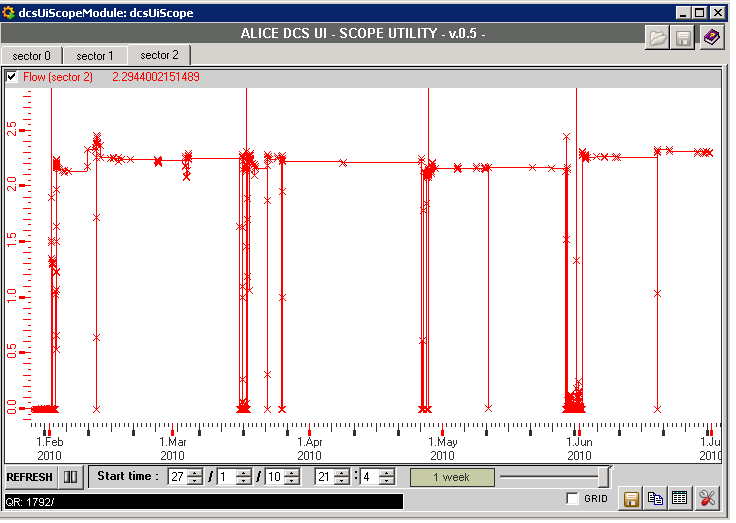 dcsUiScopeModule: dcsUiScope
ALICE DCS UI - SCOPE UTILITY - v.0.5 -
sector 0 sector 1 sector 2
Flow (sector 2) 2.2944002151489
2.5
2.0
1.5
1.0
0.5
0.0
1.Feb 1.Mar 1.Apr 1.May 1.Jun 1.Ju
2010 2010 2010 2010 2010 2010
REFRESH Start time : 27 / 1 / 10 21 : 4 1 week
QR: 1792/ GRID